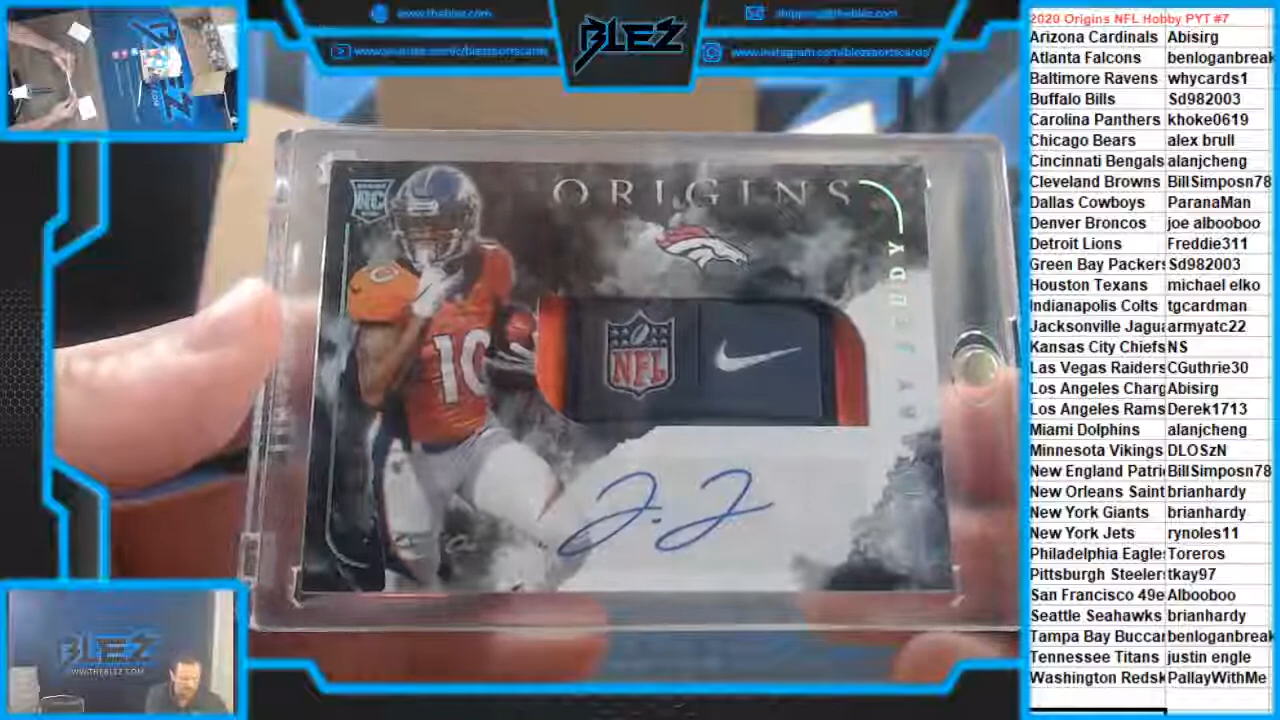 www.theblez.com
BLEZ
www.instagram.com/blezsportscards/
RC
ORIGINS
JERRY JEUDY
10
NFL
J. J.
BLEZ
WWW.THEBLEZ.COM
2020 Origins NFL Hobby PYT #7
Arizona Cardinals Abisirg
Atlanta Falcons benloganbreak
Baltimore Ravens whycards1
Buffalo Bills Sd982003
Carolina Panthers khoke0619
Chicago Bears alex brull
Cincinnati Bengals alanjcheng
Cleveland Browns BillSimposn78
Dallas Cowboys ParanaMan
Denver Broncos joe albooboo
Detroit Lions Freddie311
Green Bay Packers Sd982003
Houston Texans michael elko
Indianapolis Colts tgcardman
Jacksonville Jagua armyatc22
Kansas City Chiefs NS
Las Vegas Raiders CGuthrie30
Los Angeles Charg Abisirg
Los Angeles Rams Derek1713
Miami Dolphins alanjcheng
Minnesota Vikings DLOSzN
New England Patri BillSimposn78
New Orleans Saint brianhardy
New York Giants brianhardy
New York Jets rynoles11
Philadelphia Eagle Toreros
Pittsburgh Steeler tkay97
San Francisco 49e Albooboo
Seattle Seahawks brianhardy
Tampa Bay Buccar benloganbreak
Tennessee Titans justin engle
Washington Redsk PallayWithMe